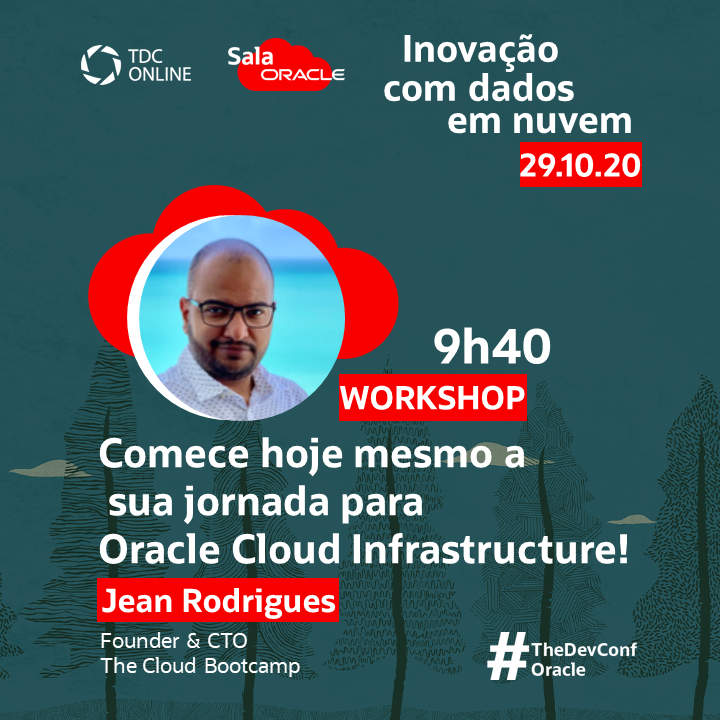 TDC
ONLINE
Sala
ORACLE
Inovação
com dados
em nuvem
29.10.20
9h40
WORKSHOP
Comece hoje mesmo a
sua jornada para
Oracle Cloud Infrastructure!
Jean Rodrigues
Founder & CTO
The Cloud Bootcamp
#TheDevConf
Oracle